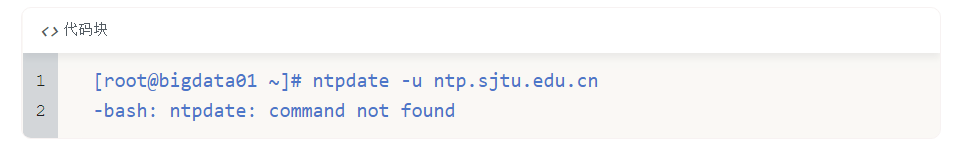 <> 代码块
1 [root@bigdata01 ~]# ntpdate -u ntp.sjtu.edu.cn
2 -bash: ntpdate: command not found